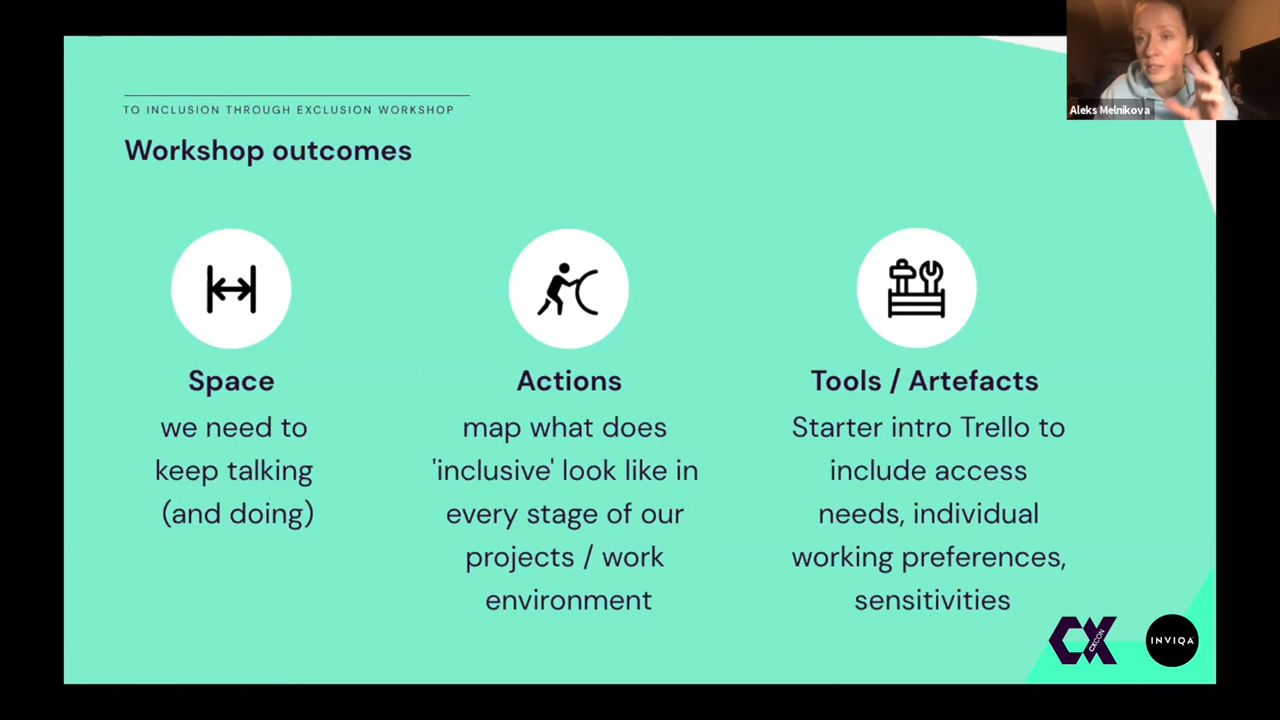 Aleks Melnikova
TO INCLUSION THROUGH EXCLUSION WORKSHOP
Workshop outcomes
Space
we need to
keep talking
(and doing)
Actions
map what does
'inclusive' look like in
every stage of our
projects / work
environment
Tools / Artefacts
Starter intro Trello to
include access
needs, individual
working preferences,
sensitivities
CX
CXCON
INVIQA